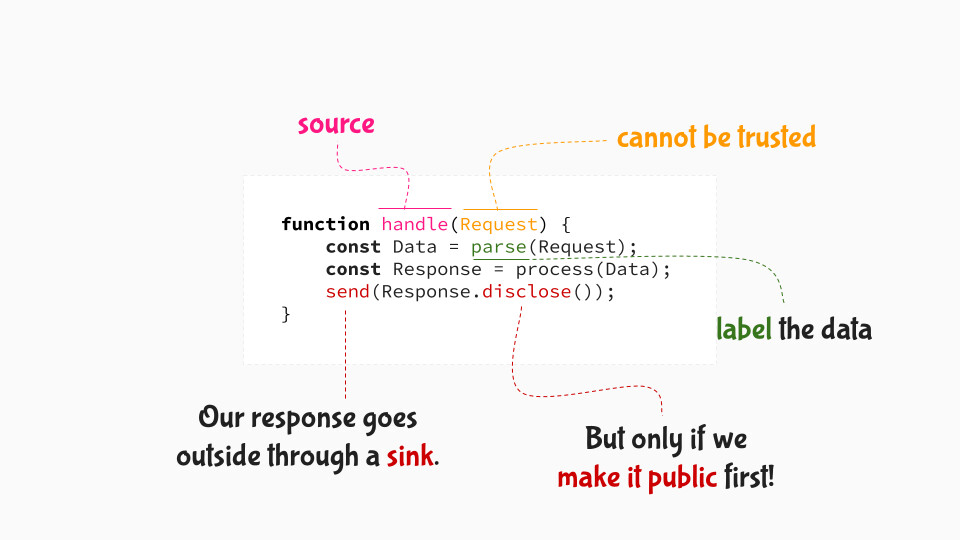 source
cannot be trusted
function handle(Request) {
const Data = parse(Request);
const Response = process(Data);
send(Response.disclose());
}
label the data
Our response goes
outside through a sink.
But only if we
make it public first!